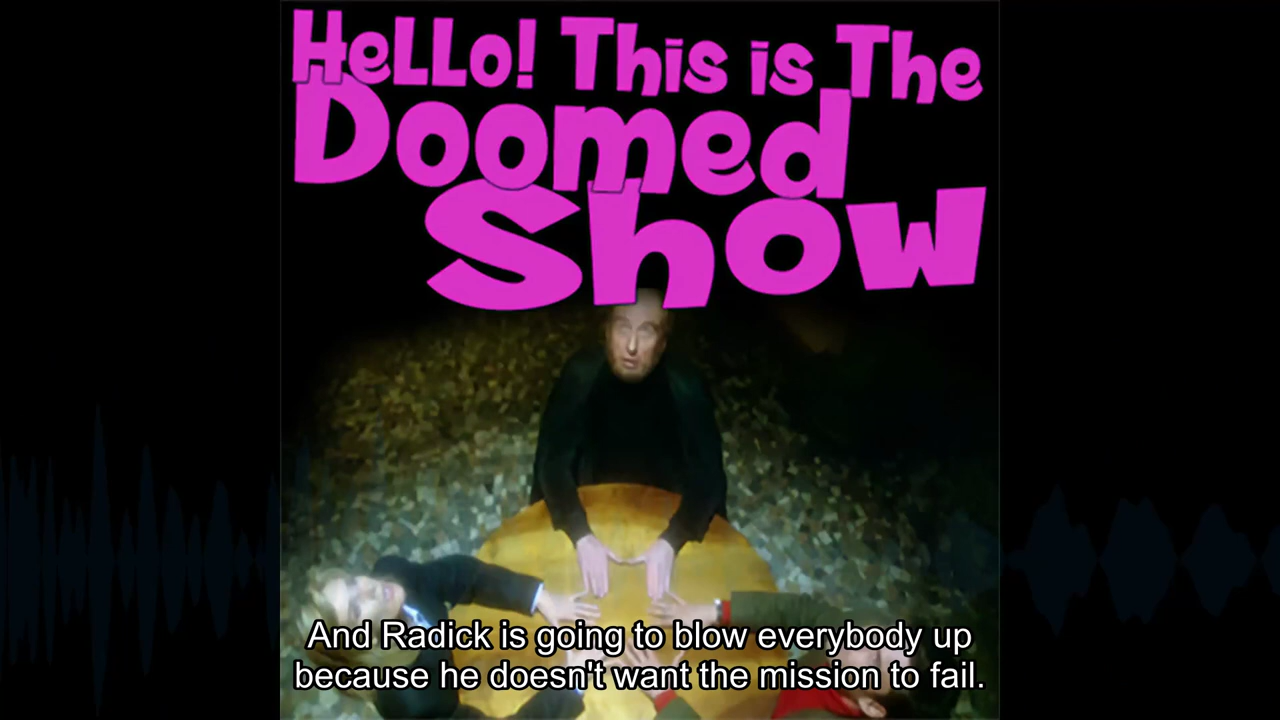 HeLLo! This is The
Doomed
Show
And Radick is going to blow everybody up
because he doesn't want the mission to fail.